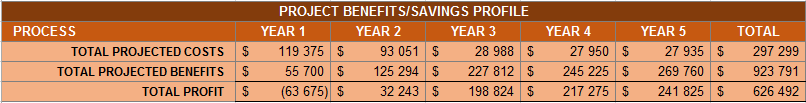 PROJECT BENEFITS/SAVINGS PROFILE
PROCESS YEAR 1 YEAR 2 YEAR 3 YEAR 4 YEAR 5 TOTAL
TOTAL PROJECTED COSTS $ 119 375 $ 93 051 $ 28 988 $ 27 950 $ 27 935 $ 297 299
TOTAL PROJECTED BENEFITS $ 55 700 $ 125 294 $ 227 812 $ 245 225 $ 269 760 $ 923 791
TOTAL PROFIT $ (63 675) $ 32 243 $ 198 824 $ 217 275 $ 241 825 $ 626 492